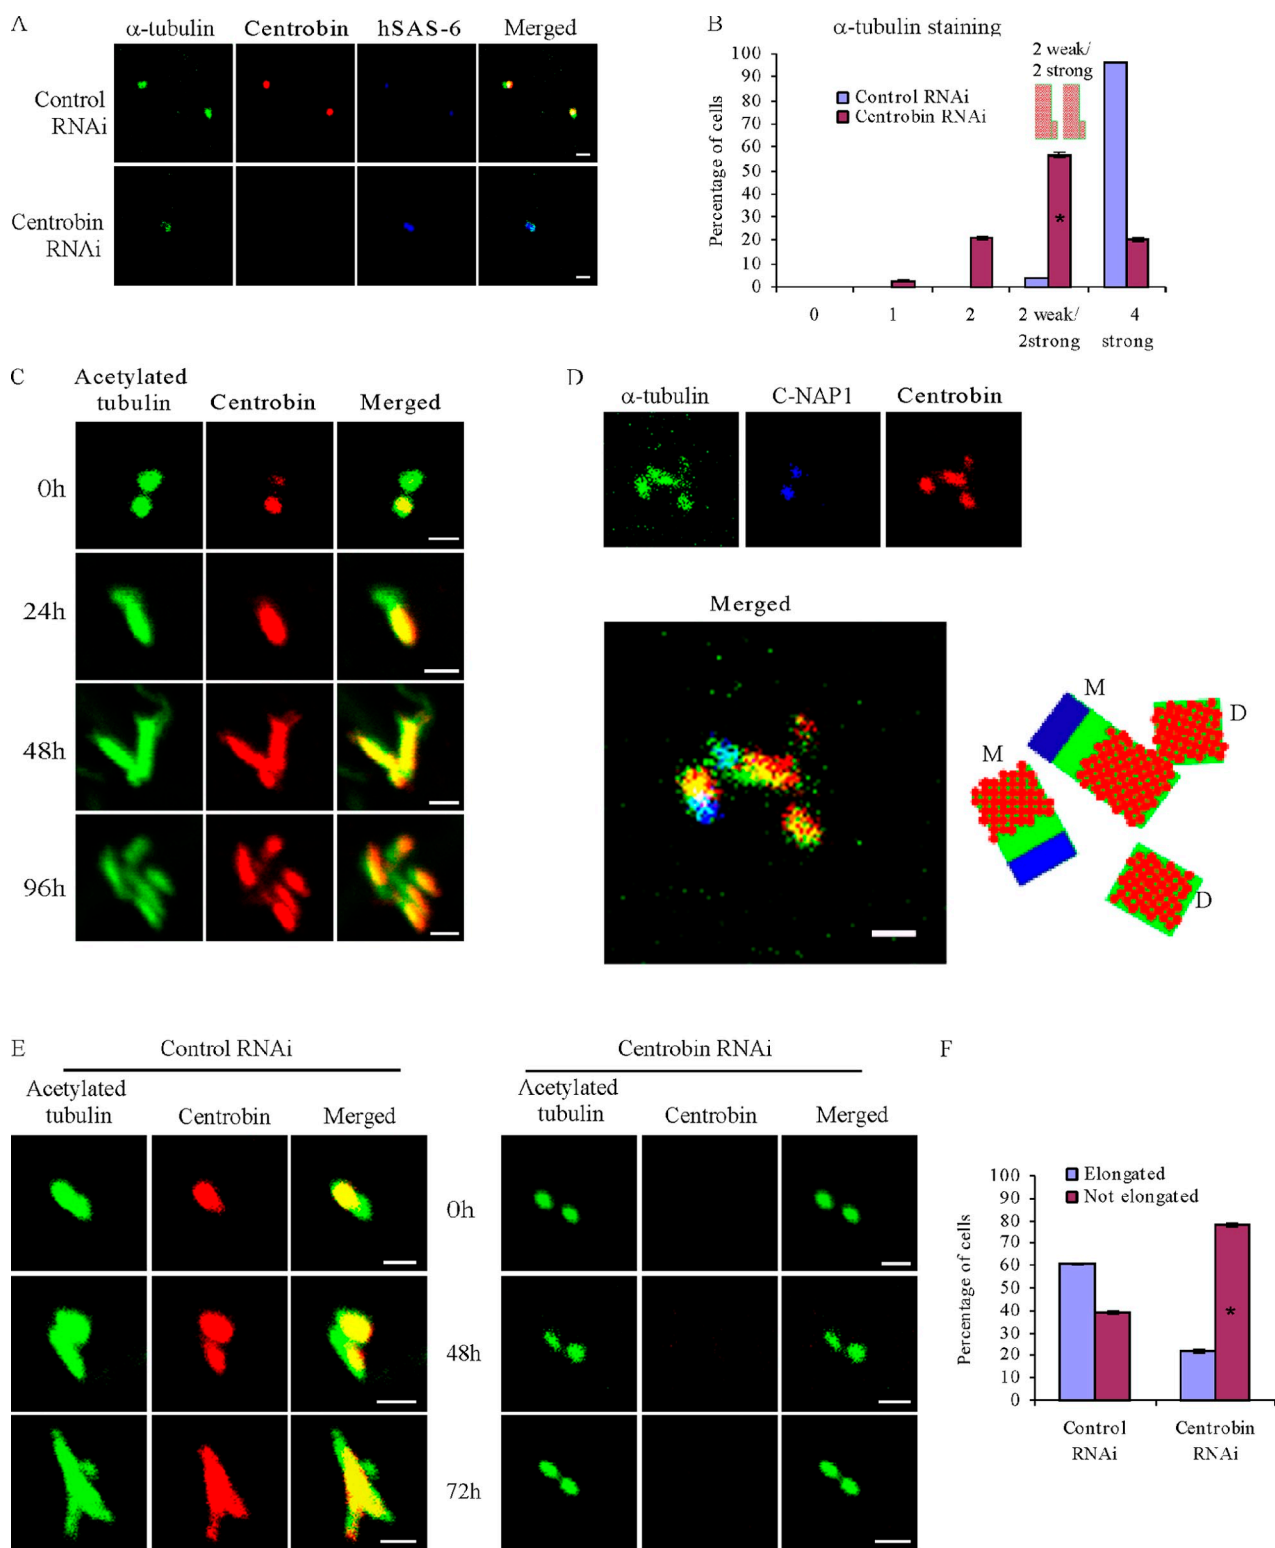 A
α-tubulin Centrobin hSAS-6 Merged
Control
RNAi
Centrobin
RNAi
B
α-tubulin staining
2 weak/
2 strong
Control RNAi
Centrobin RNAi
Percentage of cells
100
90
80
70
60
50
40
30
20
10
0
*
0 1 2 2 weak/ 4
2strong strong
C
Acetylated
tubulin Centrobin Merged
0h
24h
48h
96h
D
α-tubulin C-NAP1 Centrobin
Merged
M
D
M
D
E
Control RNAi Centrobin RNAi
Acetylated
tubulin Centrobin Merged
Acetylated
tubulin Centrobin Merged
0h
48h
72h
F
Elongated
Not elongated
Percentage of cells
100
90
80
70
60
50
40
30
20
10
0
*
Control Centrobin
RNAi RNAi